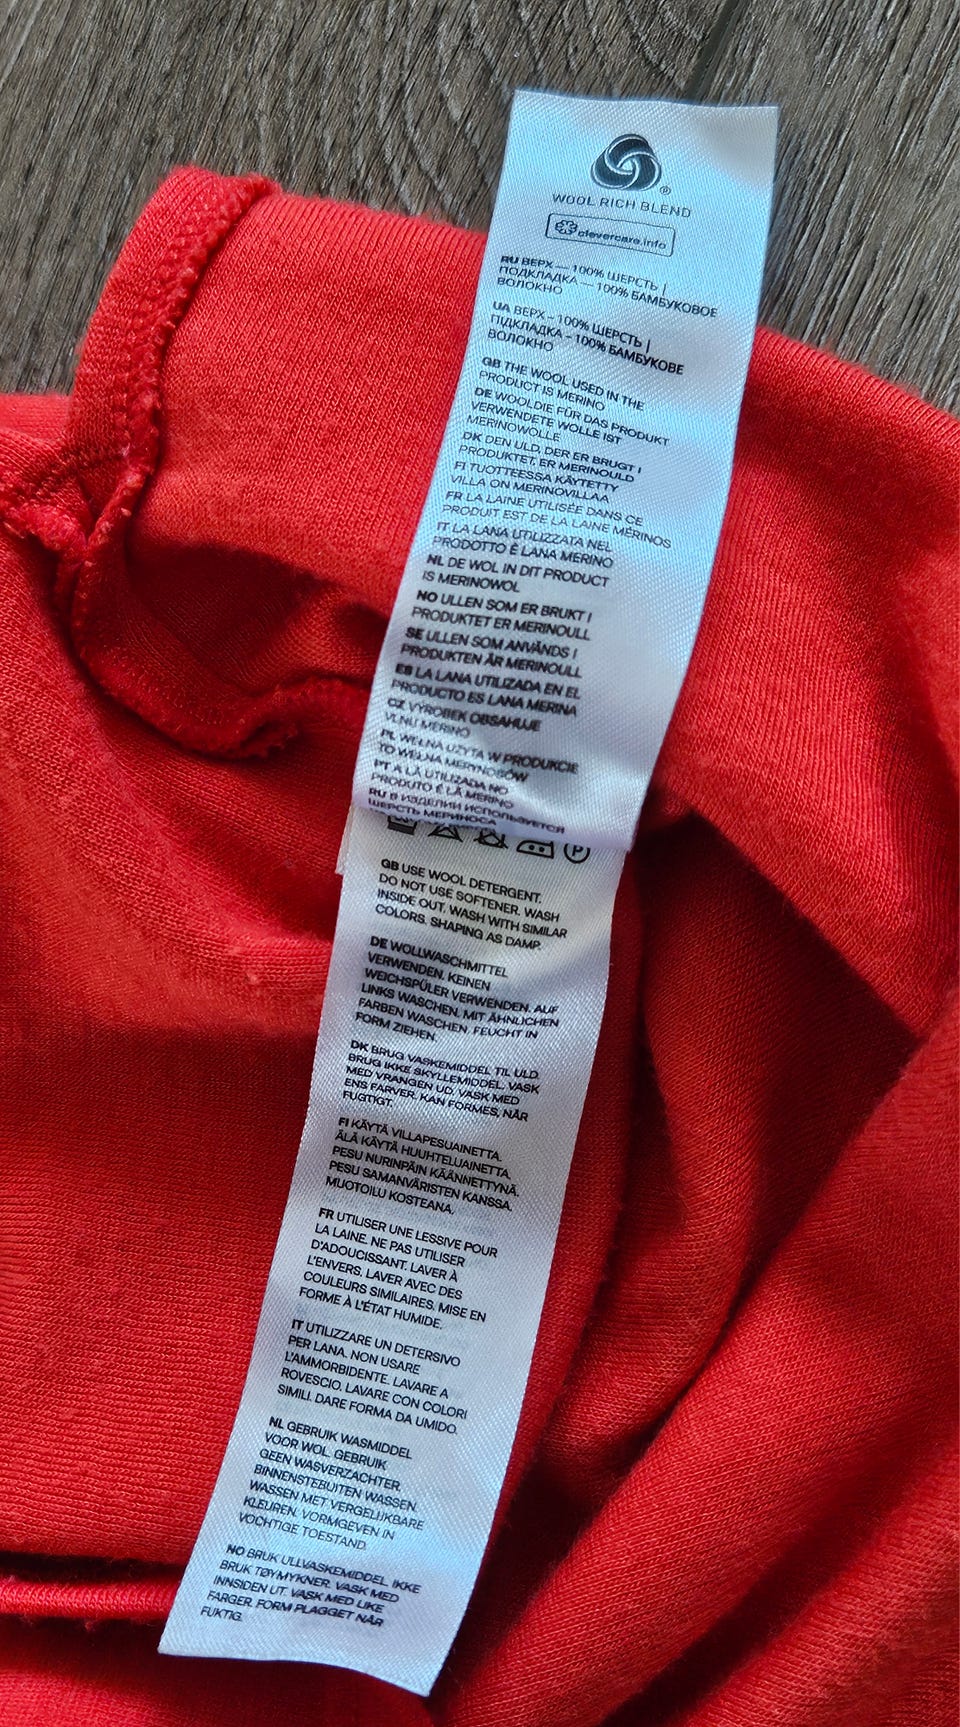 WOOL RICH BLEND
clevercare.info
RU ВЕРХ — 100% ШЕРСТЬ |
ПОДКЛАДКА — 100% БАМБУКОВОЕ
ВОЛОКНО
UA ВЕРХ – 100% ШЕРСТЬ |
ПІДКЛАДКА – 100% БАМБУКОВЕ
ВОЛОКНО
GB THE WOOL USED IN THE
PRODUCT IS MERINO
DE WOOLDIE FÜR DAS PRODUKT
VERWENDETE WOLLE IST
MERINOWOLLE
DK DEN ULD, DER ER BRUGT I
PRODUKTET, ER MERINOULD
FI TUOTTEESSA KÄYTETTY
VILLA ON MERINOVILLAA
FR LA LAINE UTILISÉE DANS CE
PRODUIT EST DE LA LAINE MÉRINOS
IT LA LANA UTILIZZATA NEL
PRODOTTO È LANA MERINO
NL DE WOL IN DIT PRODUCT
IS MERINOWOL
NO ULLEN SOM ER BRUKT I
PRODUKTET ER MERINOULL
SE ULLEN SOM ANVÄNDS I
PRODUKTEN ÄR MERINOULL
ES LA LANA UTILIZADA EN EL
PRODUCTO ES LANA MERINA
CZ VÝROBEK OBSAHUJE
VLNU MERINO
PL WEŁNA UŻYTA W PRODUKCIE
TO WEŁNA MERYNOSÓW
PT A LÃ UTILIZADA NO
PRODUTO É LÃ MERINO
RU В ИЗДЕЛИИ ИСПОЛЬЗУЕТСЯ
ШЕРСТЬ МЕРИНОСА
P
GB USE WOOL DETERGENT.
DO NOT USE SOFTENER. WASH
INSIDE OUT. WASH WITH SIMILAR
COLORS. SHAPING AS DAMP.
DE WOLLWASCHMITTEL
VERWENDEN. KEINEN
WEICHSPÜLER VERWENDEN. AUF
LINKS WASCHEN. MIT ÄHNLICHEN
FARBEN WASCHEN. FEUCHT IN
FORM ZIEHEN.
DK BRUG VASKEMIDDEL TIL ULD.
BRUG IKKE SKYLLEMIDDEL. VASK
MED VRANGEN UD. VASK MED
ENS FARVER. KAN FORMES, NÅR
FUGTIGT.
FI KÄYTÄ VILLAPESUAINETTA.
ÄLÄ KÄYTÄ HUUHTELUAINETTA.
PESU NURINPÄIN KÄÄNNETTYNÄ.
PESU SAMANVÄRISTEN KANSSA.
MUOTOILU KOSTEANA.
FR UTILISER UNE LESSIVE POUR
LA LAINE. NE PAS UTILISER
D'ADOUCISSANT. LAVER À
L'ENVERS. LAVER AVEC DES
COULEURS SIMILAIRES. MISE EN
FORME À L'ÉTAT HUMIDE.
IT UTILIZZARE UN DETERSIVO
PER LANA. NON USARE
L'AMMORBIDENTE. LAVARE A
ROVESCIO. LAVARE CON COLORI
SIMILI. DARE FORMA DA UMIDO.
NL GEBRUIK WASMIDDEL
VOOR WOL. GEBRUIK
GEEN WASVERZACHTER.
BINNENSTEBUITEN WASSEN.
WASSEN MET VERGELIJKBARE
KLEUREN. VORMGEVEN IN
VOCHTIGE TOESTAND.
NO BRUK ULLVASKEMIDDEL. IKKE
BRUK TØYMYKNER. VASK MED
INNSIDEN UT. VASK MED LIKE
FARGER. FORM PLAGGET NÅR
FUKTIG.